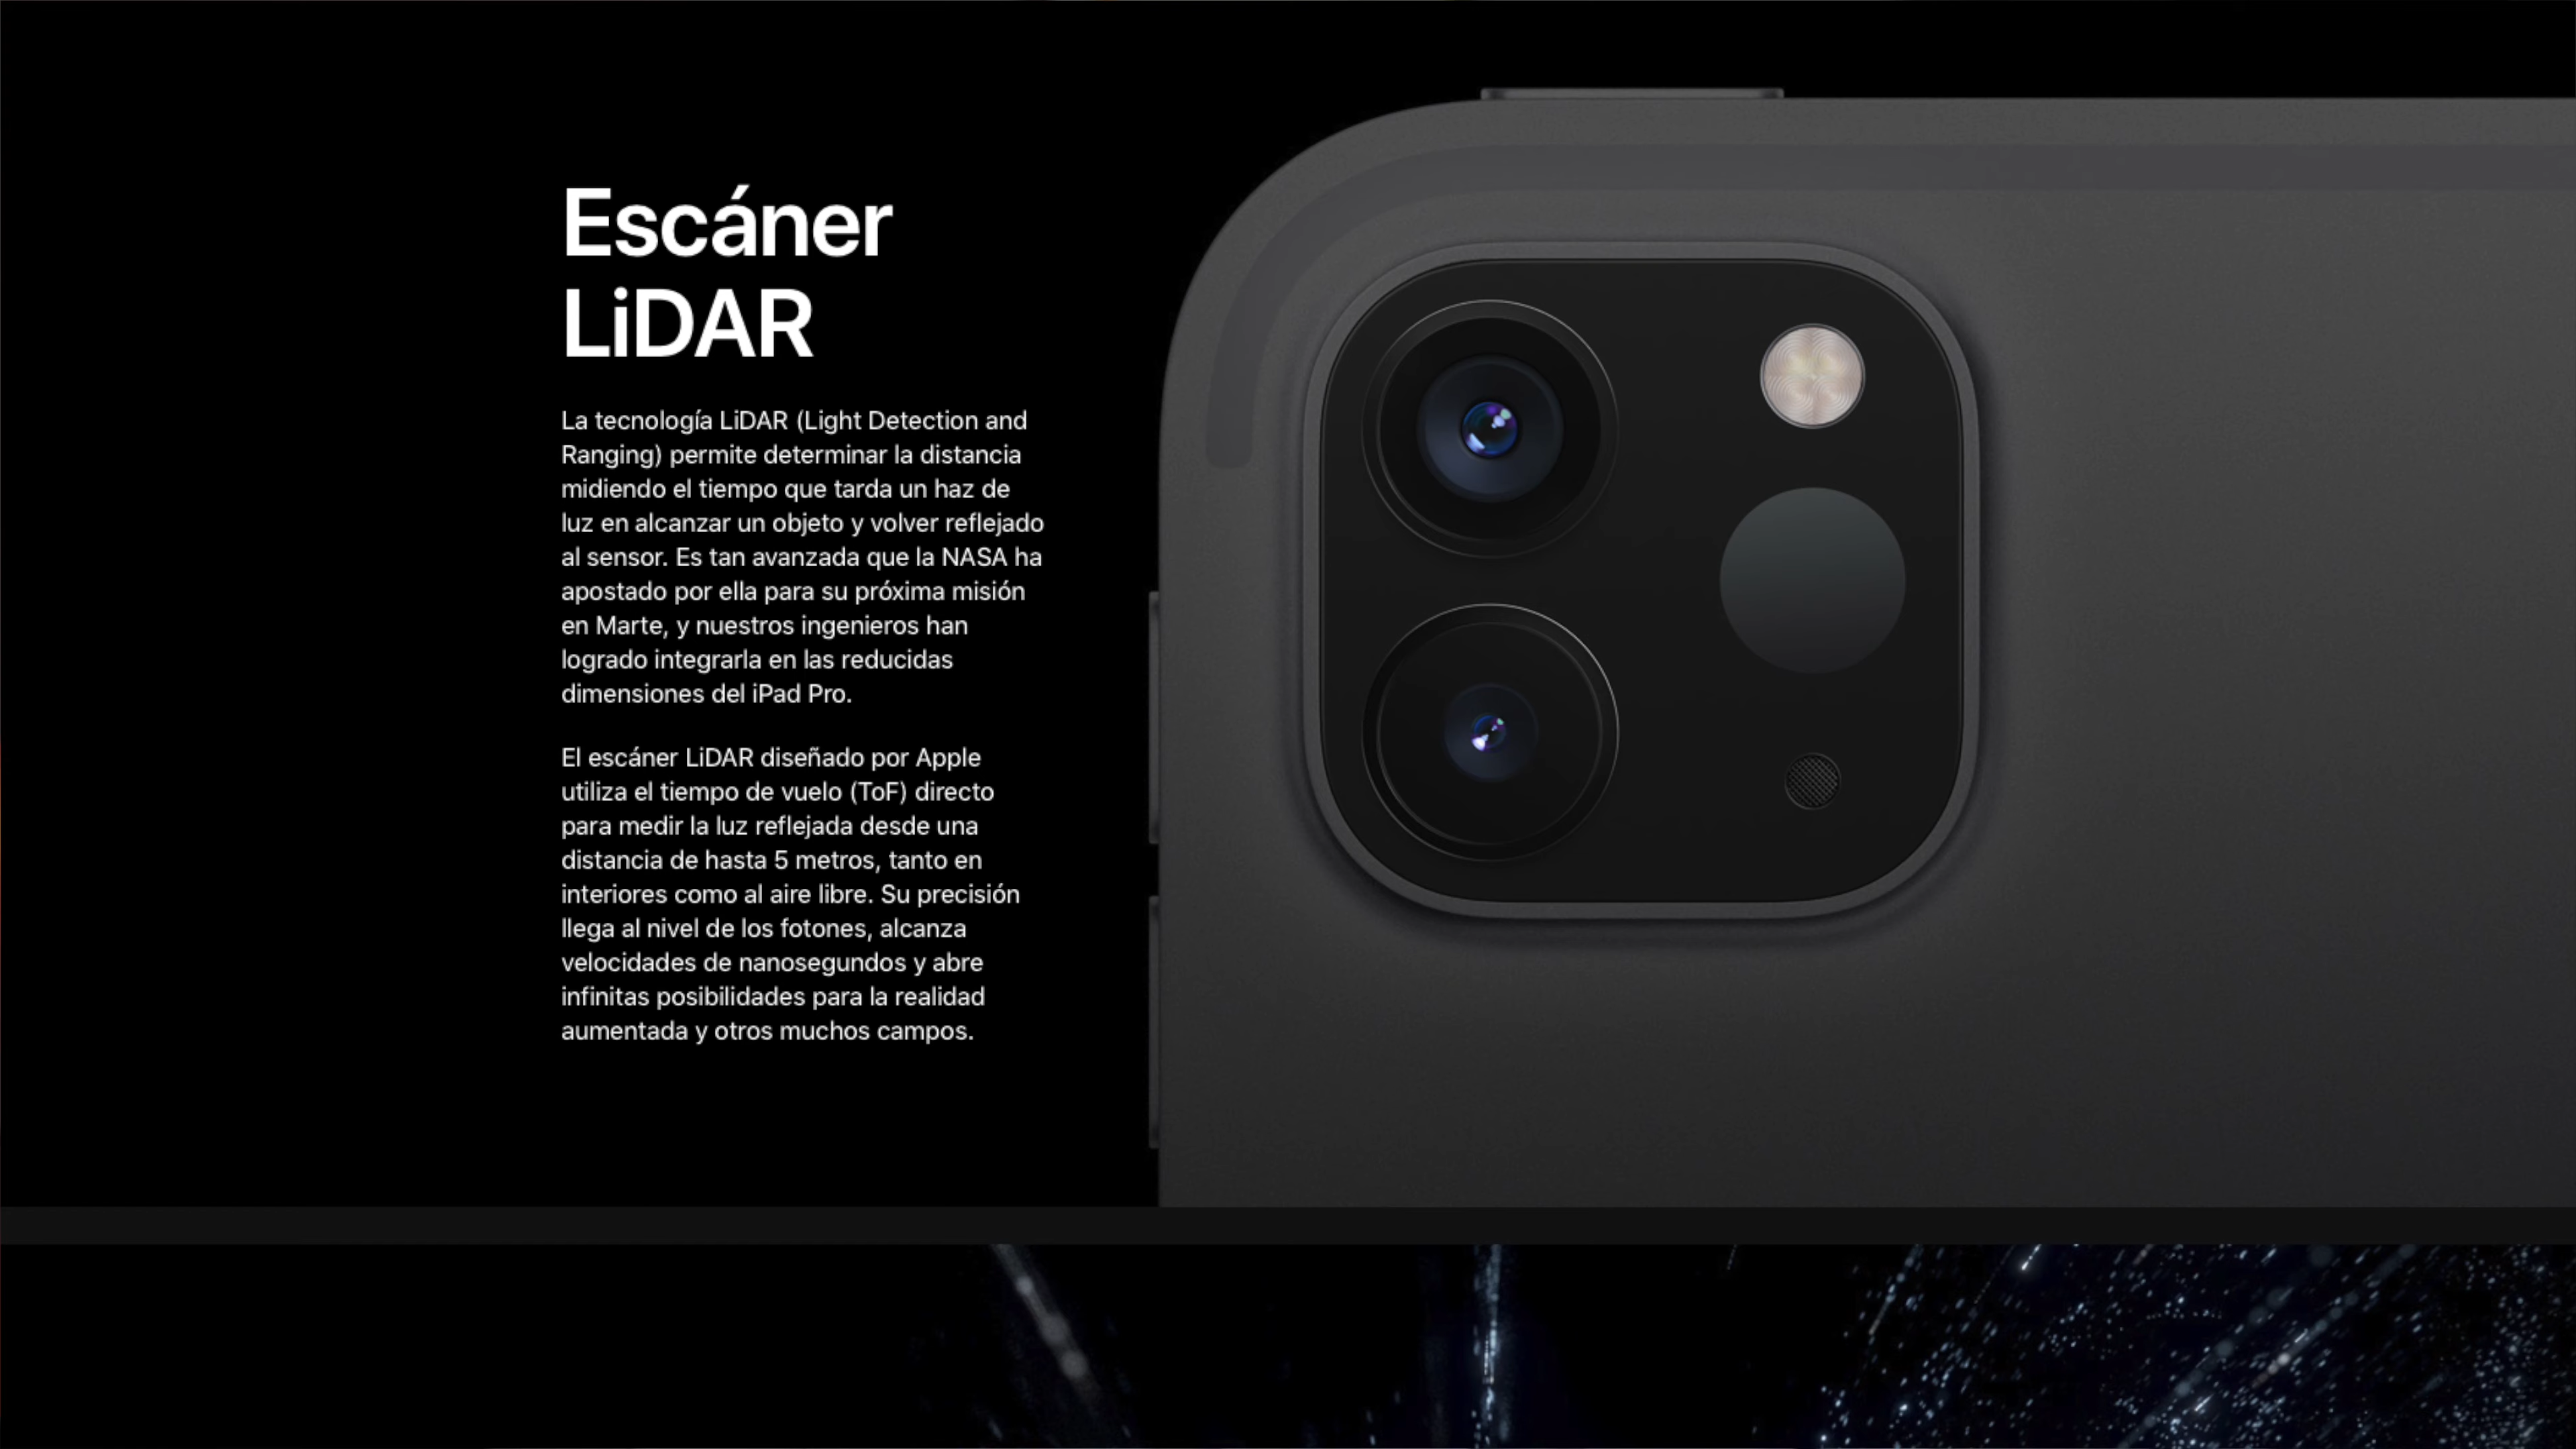 Escáner
LiDAR
La tecnología LiDAR (Light Detection and
Ranging) permite determinar la distancia
midiendo el tiempo que tarda un haz de
luz en alcanzar un objeto y volver reflejado
al sensor. Es tan avanzada que la NASA ha
apostado por ella para su próxima misión
en Marte, y nuestros ingenieros han
logrado integrarla en las reducidas
dimensiones del iPad Pro.
El escáner LiDAR diseñado por Apple
utiliza el tiempo de vuelo (ToF) directo
para medir la luz reflejada desde una
distancia de hasta 5 metros, tanto en
interiores como al aire libre. Su precisión
llega al nivel de los fotones, alcanza
velocidades de nanosegundos y abre
infinitas posibilidades para la realidad
aumentada y otros muchos campos.